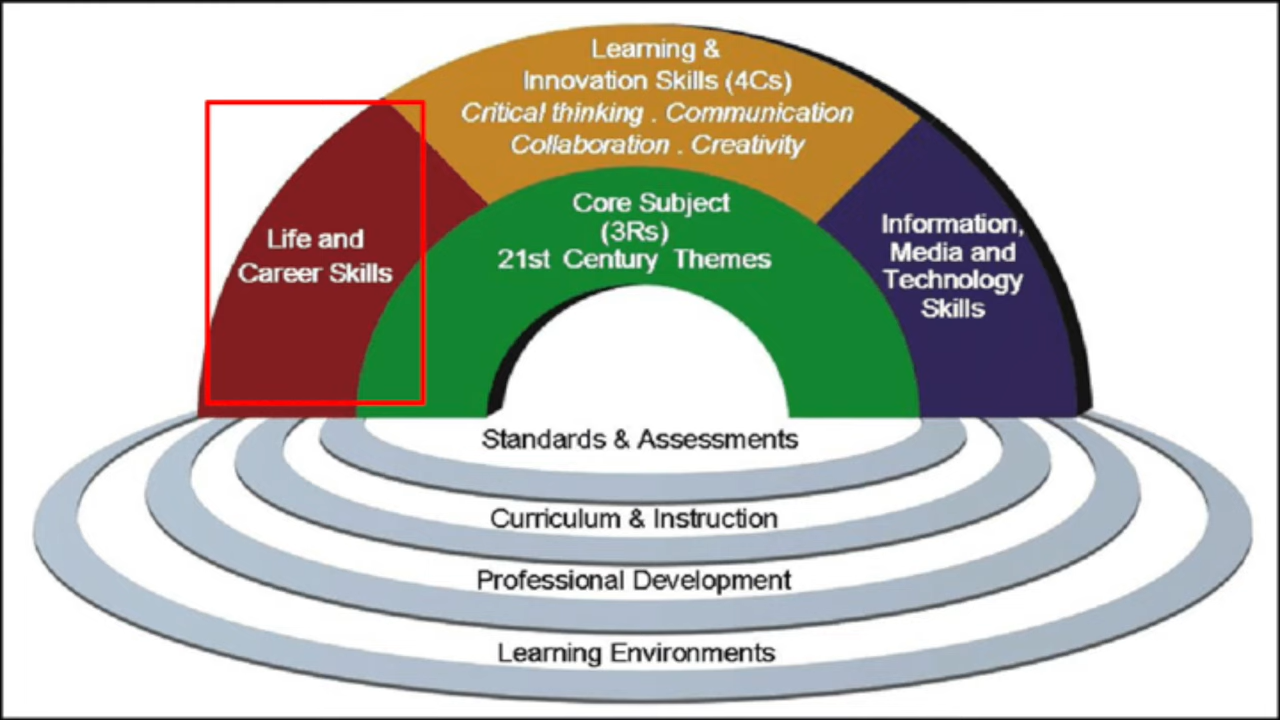 Learning &
Innovation Skills (4Cs)
Critical thinking . Communication
Collaboration . Creativity
Life and
Career Skills
Core Subject
(3Rs)
21st Century Themes
Information,
Media and
Technology
Skills
Standards & Assessments
Curriculum & Instruction
Professional Development
Learning Environments